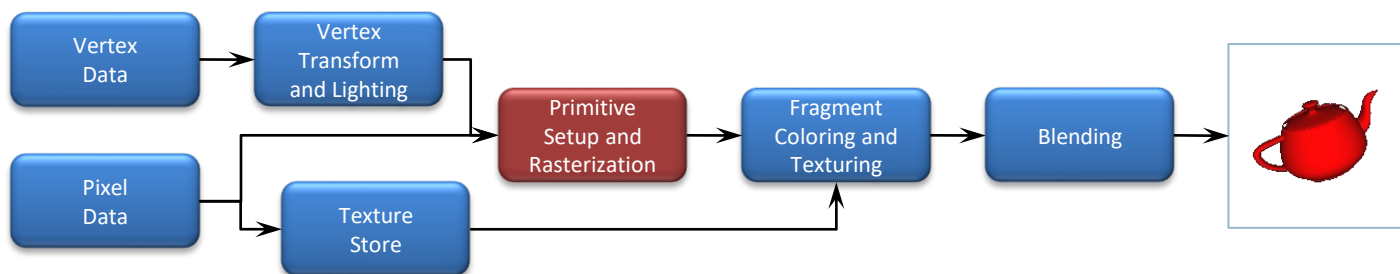 Vertex
Data
Vertex
Transform
and Lighting
Primitive
Setup and
Rasterization
Fragment
Coloring and
Texturing
Blending
Pixel
Data
Texture
Store